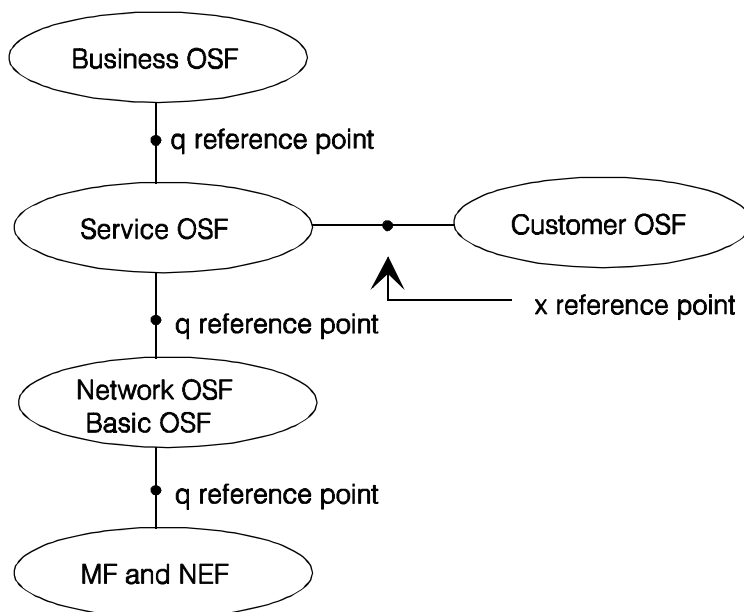 Business OSF
q reference point
Service OSF
Customer OSF
x reference point
q reference point
Network OSF
Basic OSF
q reference point
MF and NEF